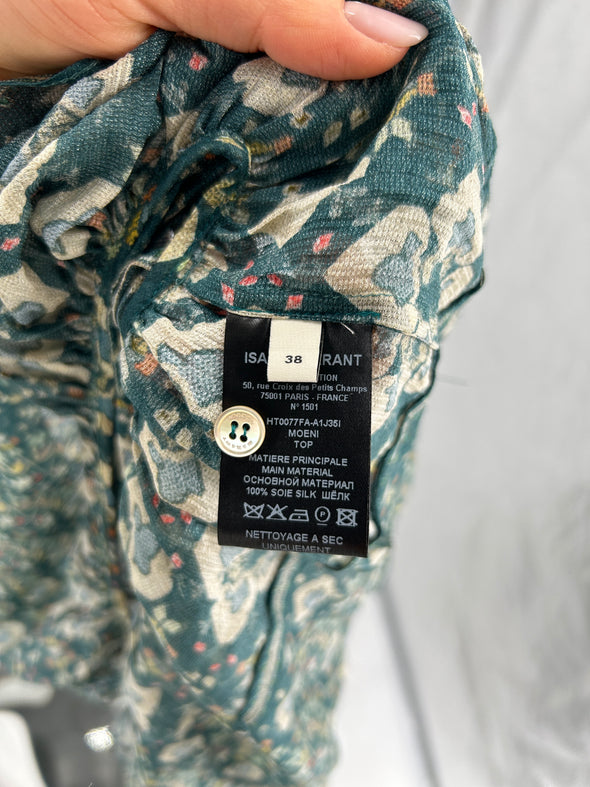 ISA RANT
38
TION
50, rue Croix des Petits Champs
75001 PARIS - FRANCE
N° 1501
HT0077FA-A1J35I
MOENI
TOP
MATIERE PRINCIPALE
MAIN MATERIAL
ОСНОВНОЙ МАТЕРИАЛ
100% SOIE SILK ШЁЛК
P
NETTOYAGE A SEC
UNIQUEMENT